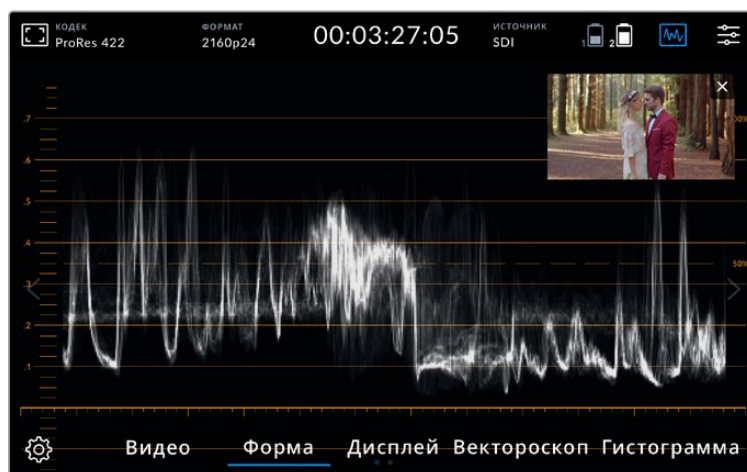 КОДЕК
ProRes 422
ФОРМАТ
2160p24
00:03:27:05
ИСТОЧНИК
SDI
1
2
.7
.6
.5
.4
.3
.2
.1
50%
Видео
Форма
Дисплей
Вектороскоп
Гистограмма